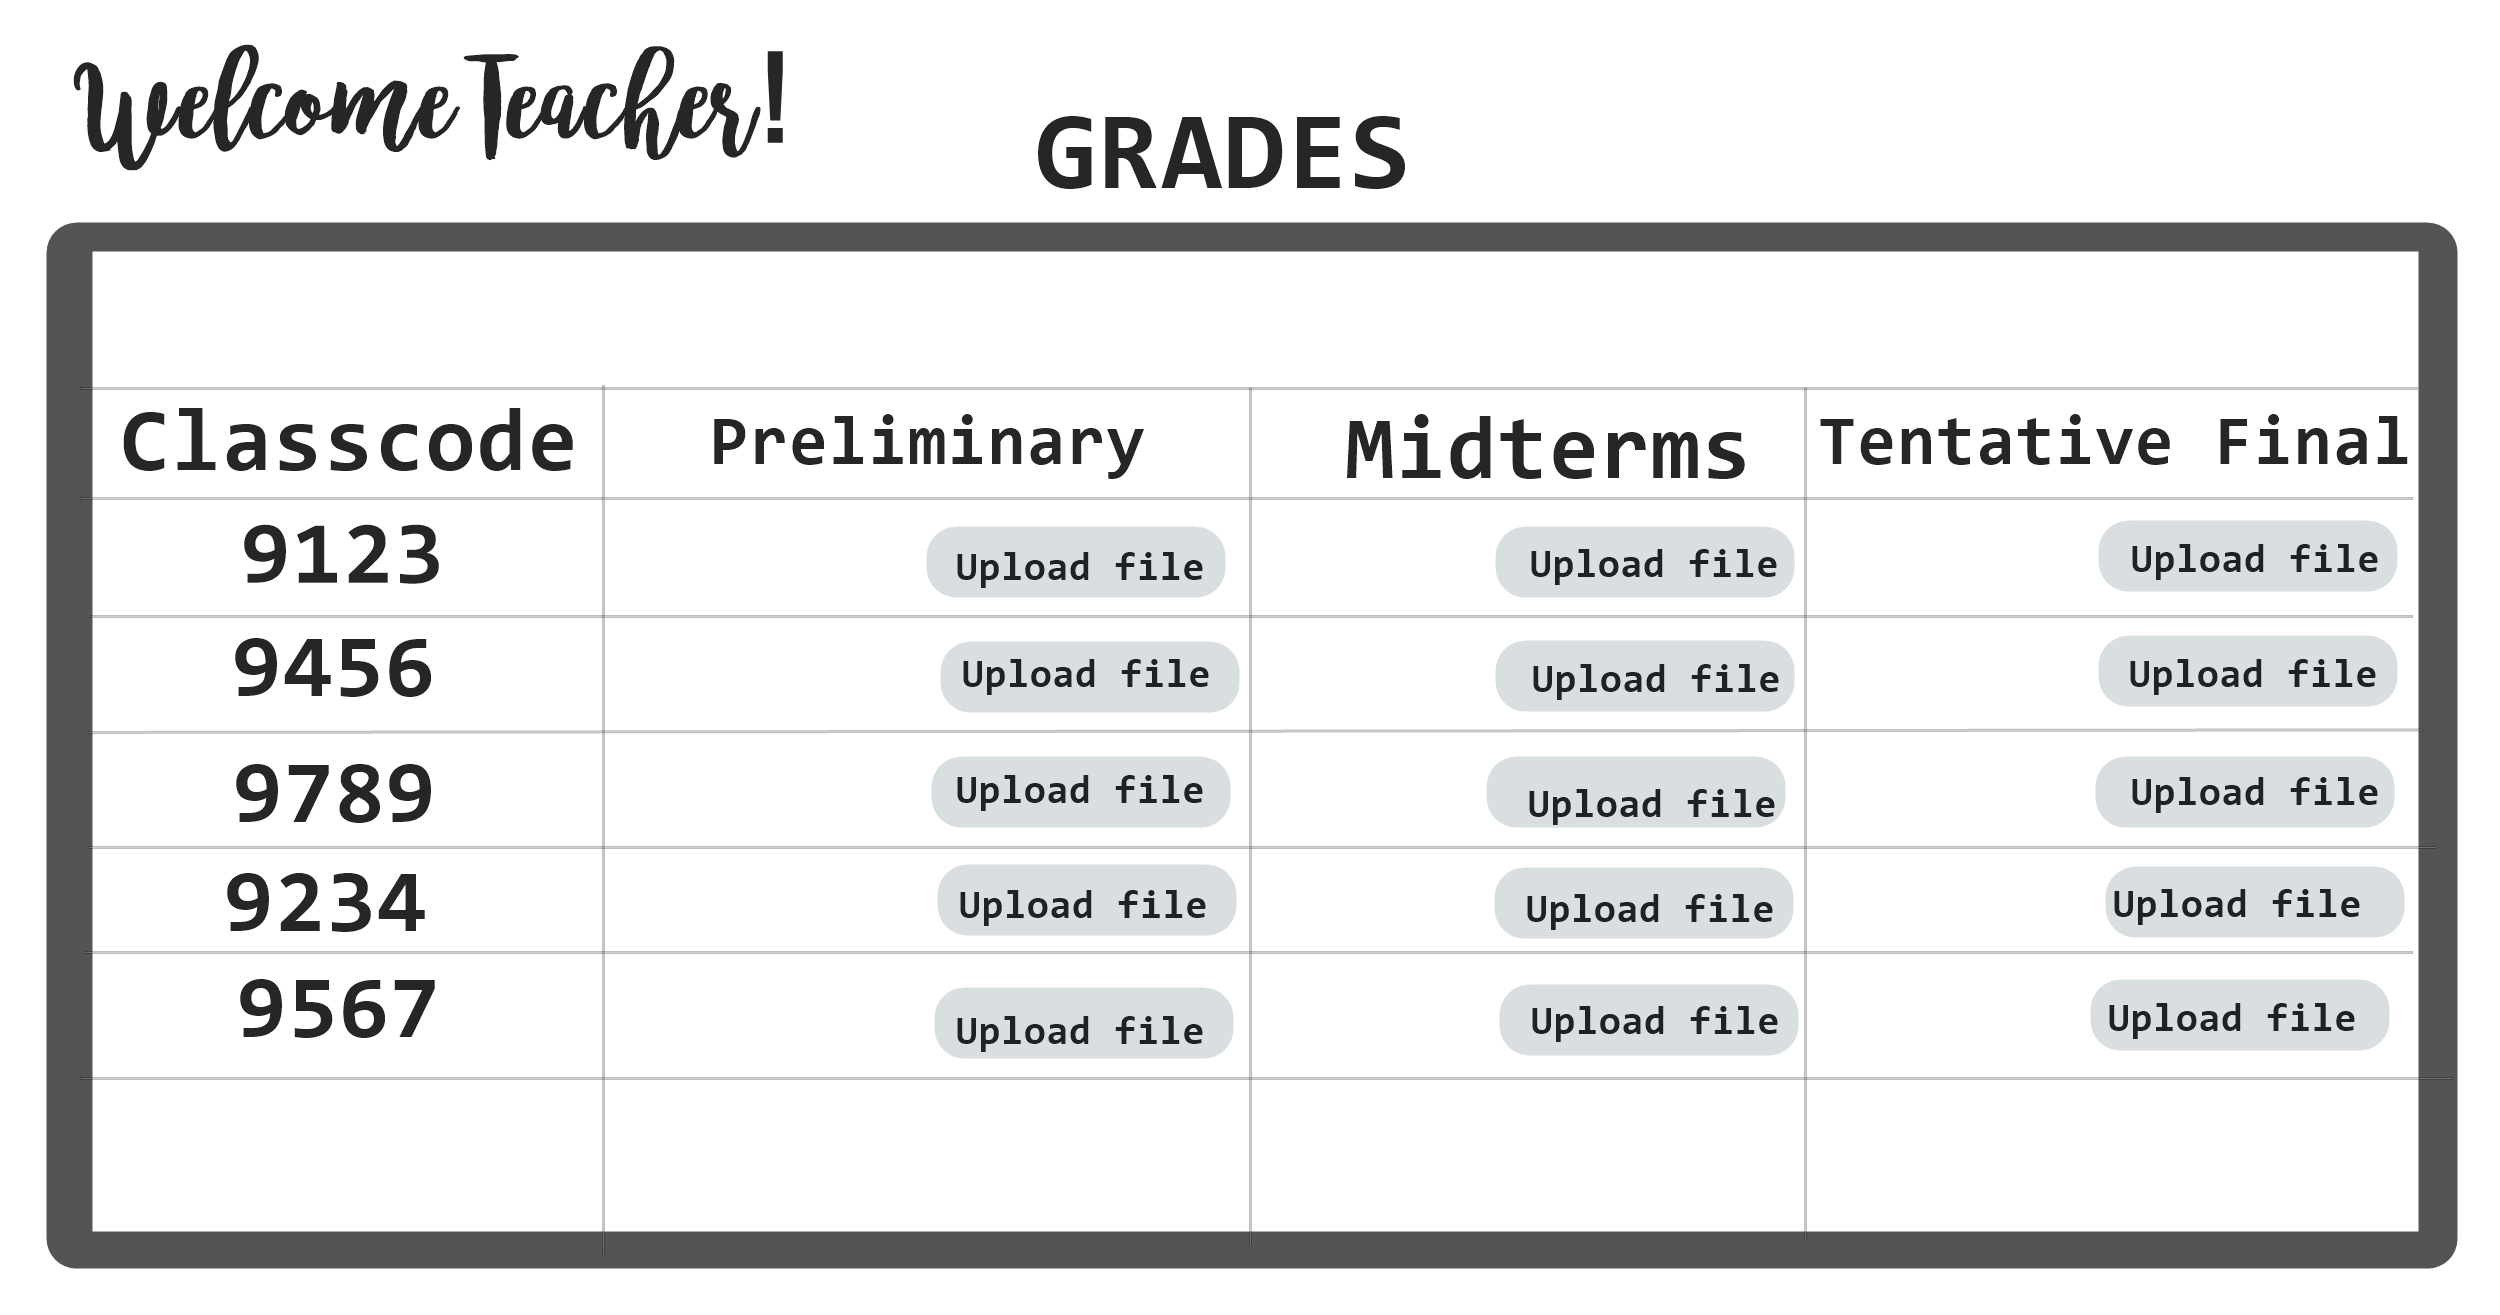 Welcome Teacher!
GRADES
Classcode Preliminary Midterms Tentative Final
9123 Upload file Upload file Upload file
9456 Upload file Upload file Upload file
9789 Upload file Upload file Upload file
9234 Upload file Upload file Upload file
9567 Upload file Upload file Upload file